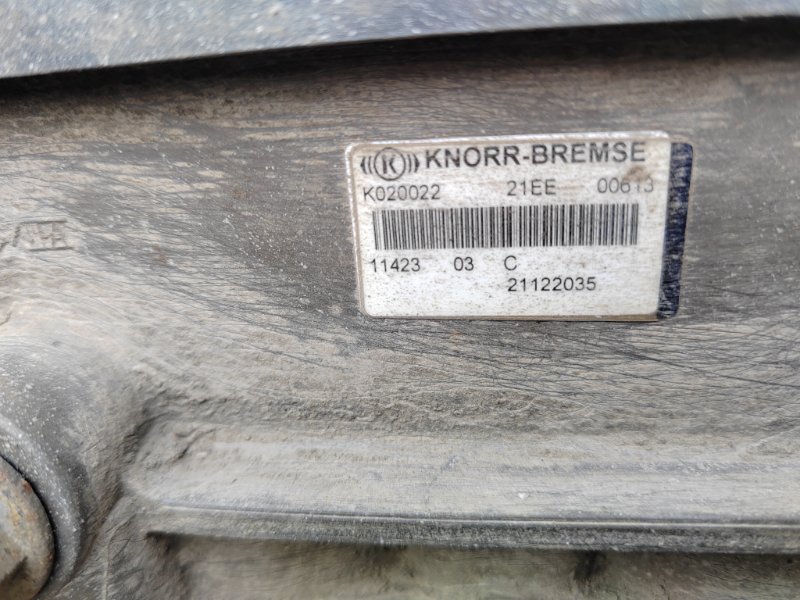 K KNORR-BREMSE
K020022 21EE 00613
11423 03 C
21122035